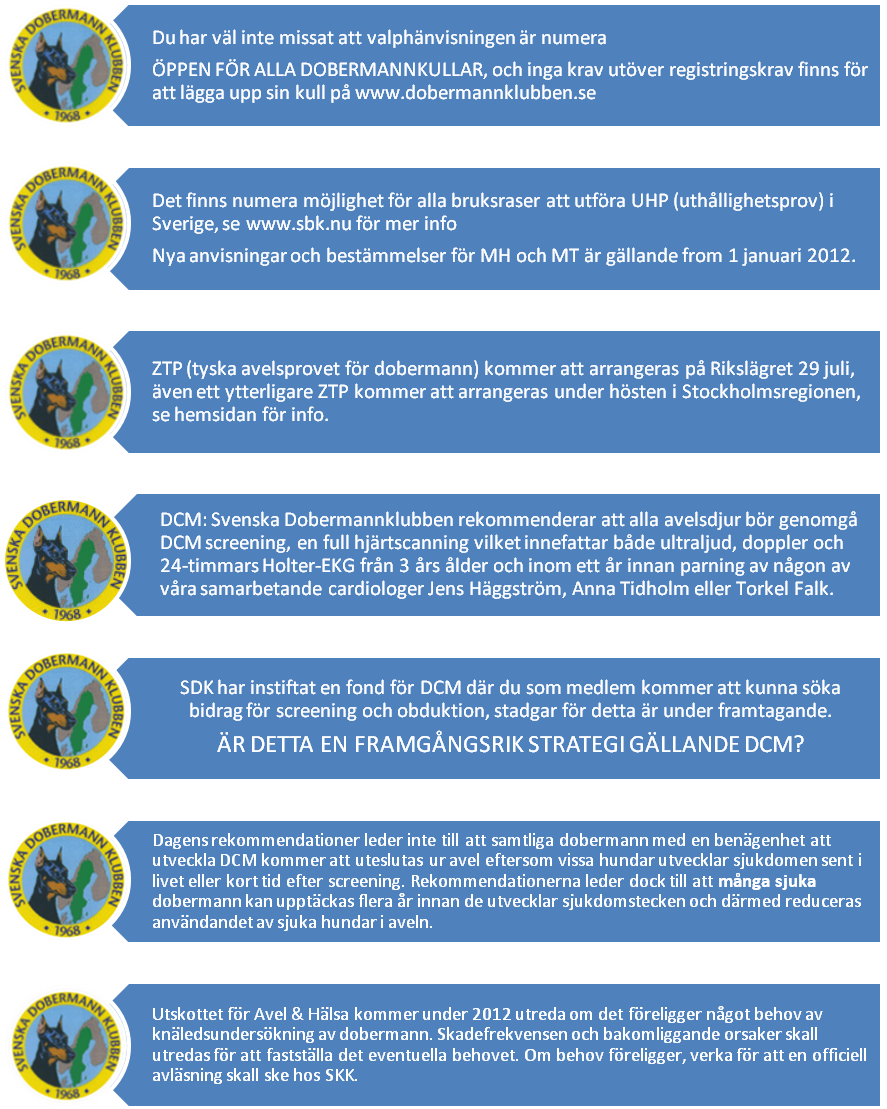 SVENSKA DOBERMANN KLUBBEN
• 1968 •
Du har väl inte missat att valphänvisningen är numera
ÖPPEN FÖR ALLA DOBERMANNKULLAR, och inga krav utöver registringskrav finns för
att lägga upp sin kull på www.dobermannklubben.se
SVENSKA DOBERMANN KLUBBEN
• 1968 •
Det finns numera möjlighet för alla bruksraser att utföra UHP (uthållighetsprov) i
Sverige, se www.sbk.nu för mer info
Nya anvisningar och bestämmelser för MH och MT är gällande from 1 januari 2012.
SVENSKA DOBERMANN KLUBBEN
• 1968 •
ZTP (tyska avelsprovet för dobermann) kommer att arrangeras på Rikslägret 29 juli,
även ett ytterligare ZTP kommer att arrangeras under hösten i Stockholmsregionen,
se hemsidan för info.
SVENSKA DOBERMANN KLUBBEN
• 1968 •
DCM: Svenska Dobermannklubben rekommenderar att alla avelsdjur bör genomgå
DCM screening, en full hjärtscanning vilket innefattar både ultraljud, doppler och
24-timmars Holter-EKG från 3 års ålder och inom ett år innan parning av någon av
våra samarbetande cardiologer Jens Häggström, Anna Tidholm eller Torkel Falk.
SVENSKA DOBERMANN KLUBBEN
• 1968 •
SDK har instiftat en fond för DCM där du som medlem kommer att kunna söka
bidrag för screening och obduktion, stadgar för detta är under framtagande.
ÄR DETTA EN FRAMGÅNGSRIK STRATEGI GÄLLANDE DCM?
SVENSKA DOBERMANN KLUBBEN
• 1968 •
Dagens rekommendationer leder inte till att samtliga dobermann med en benägenhet att
utveckla DCM kommer att uteslutas ur avel eftersom vissa hundar utvecklar sjukdomen sent i
livet eller kort tid efter screening. Rekommendationerna leder dock till att många sjuka
dobermann kan upptäckas flera år innan de utvecklar sjukdomstecken och därmed reduceras
användandet av sjuka hundar i aveln.
SVENSKA DOBERMANN KLUBBEN
• 1968 •
Utskottet för Avel & Hälsa kommer under 2012 utreda om det föreligger något behov av
knäledsundersökning av dobermann. Skadefrekvensen och bakomliggande orsaker skall
utredas för att fastställa det eventuella behovet. Om behov föreligger, verka för att en officiell
avläsning skall ske hos SKK.